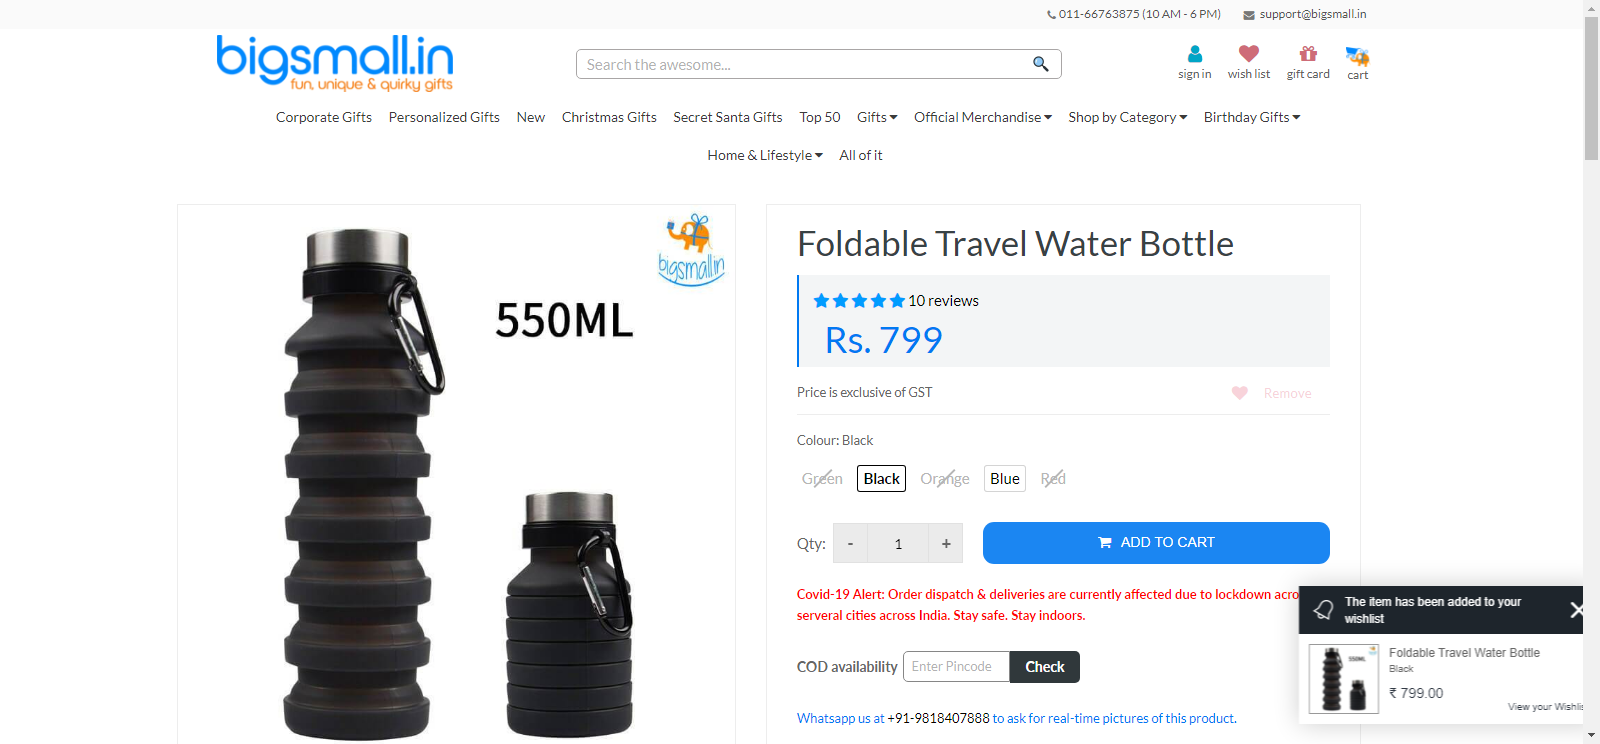 011-66763875 (10 AM - 6 PM) support@bigsmall.in
bigsmall.in
fun, unique & quirky gifts
Search the awesome...
sign in wish list gift card cart
Corporate Gifts Personalized Gifts New Christmas Gifts Secret Santa Gifts Top 50 Gifts Official Merchandise Shop by Category Birthday Gifts
Home & Lifestyle All of it
bigsmall.in
550ML
Foldable Travel Water Bottle
10 reviews
Rs. 799
Price is exclusive of GST
Remove
Colour: Black
Green Black Orange Blue Red
Qty: - 1 + ADD TO CART
Covid-19 Alert: Order dispatch & deliveries are currently affected due to lockdown acro
serveral cities across India. Stay safe. Stay indoors.
COD availability Enter Pincode Check
Whatsapp us at +91-9818407888 to ask for real-time pictures of this product.
The item has been added to your
wishlist
550ML
Foldable Travel Water Bottle
Black
₹ 799.00
View your Wishlis